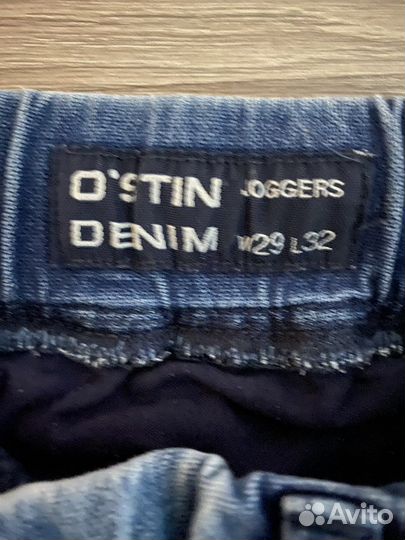 O'STIN JOGGERS
DENIM W29 L32
Avito